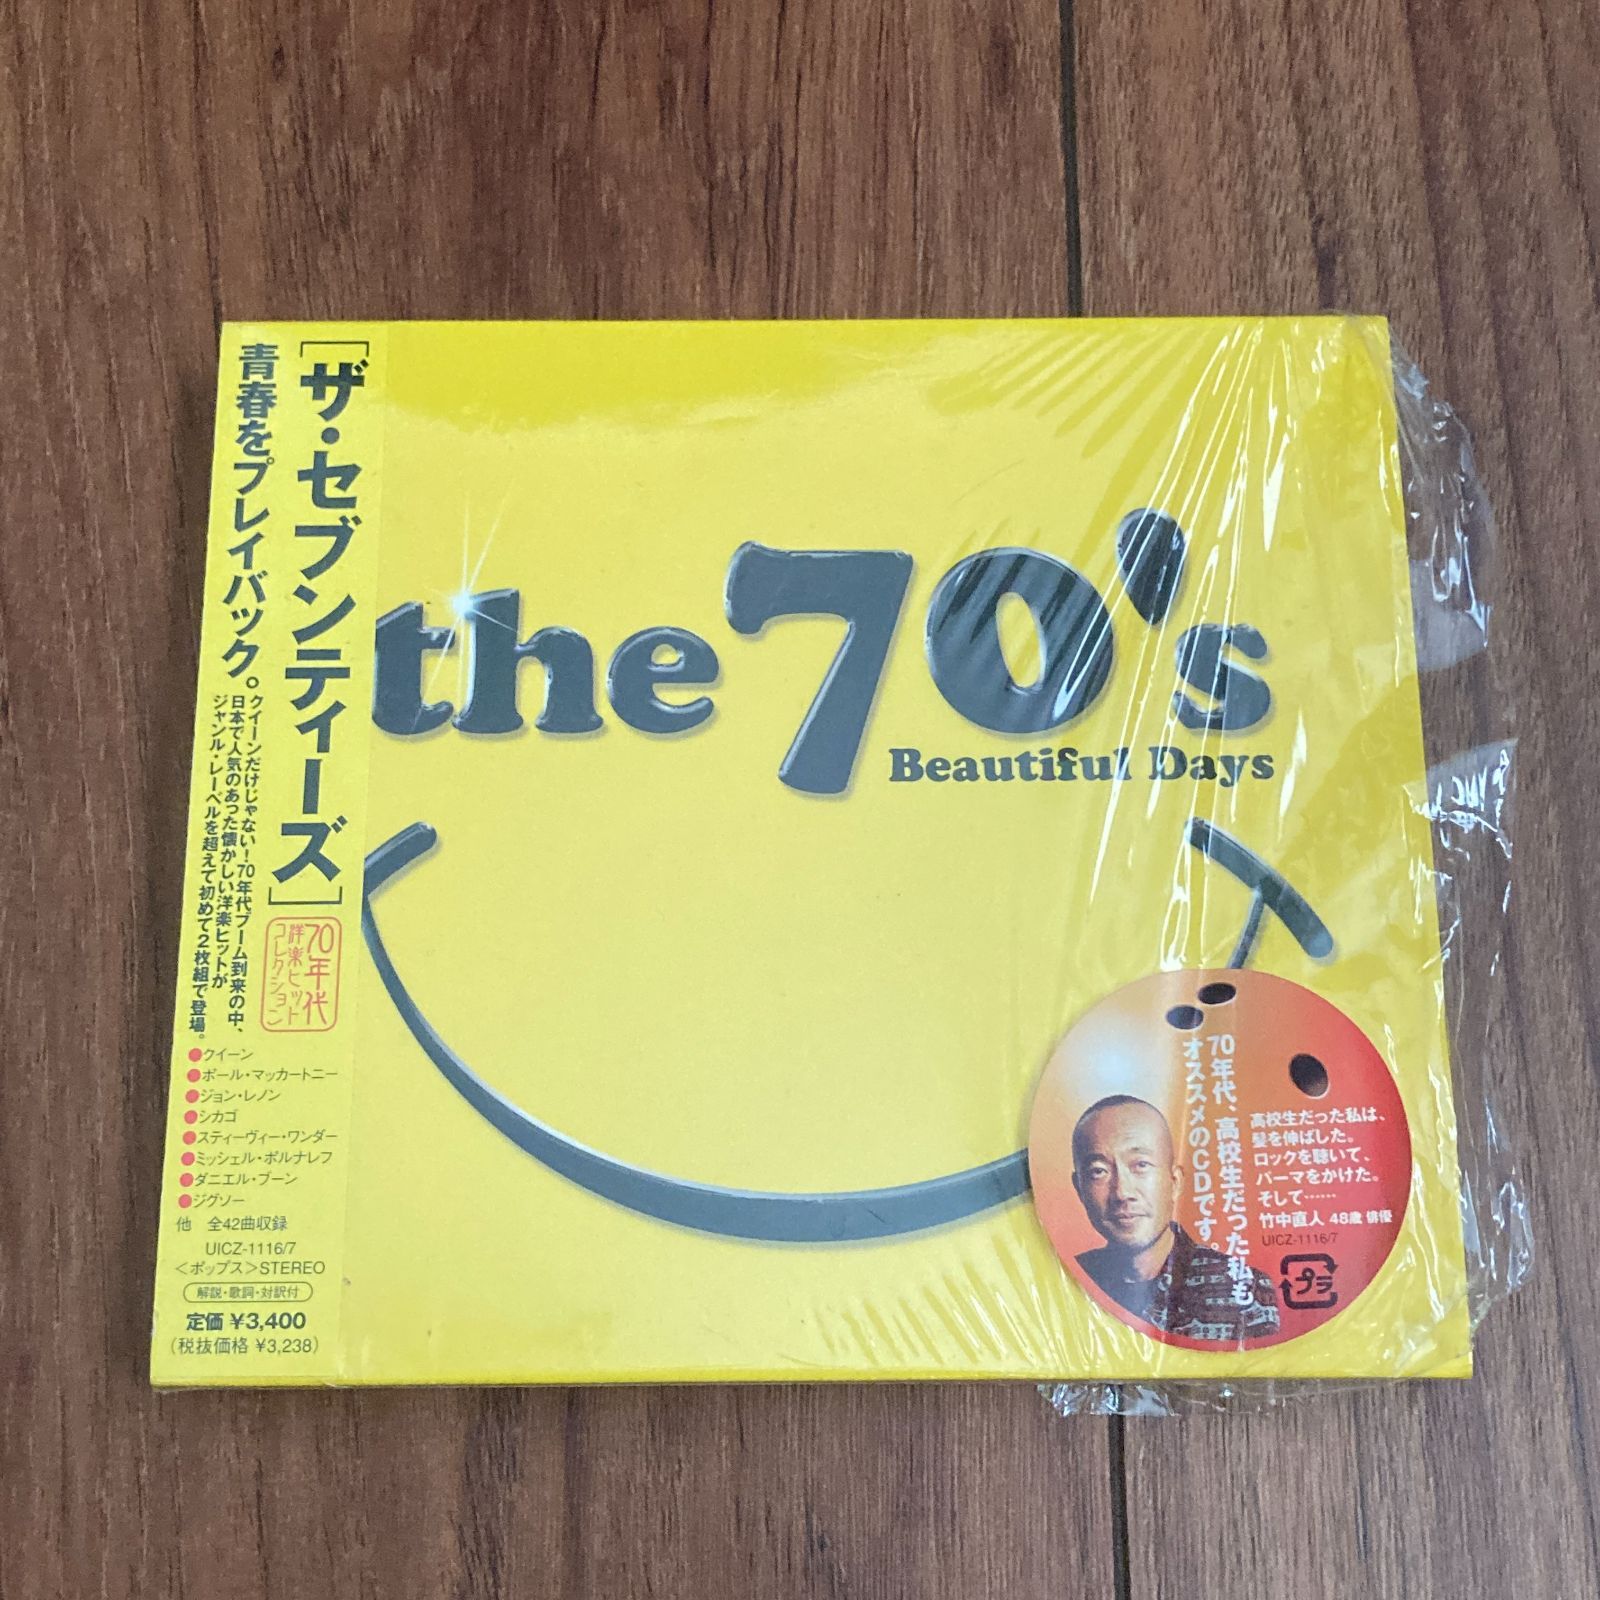 [ザ・セブンティーズ]
青春をプレイバック。
クイーンだけじゃない！70年代ブーム到来の中、
日本で人気のあった懐かしい洋楽ヒットが
ジャンル・レーベルを超えて初めて2枚組で登場。
70年代
洋楽ヒット
コレクション
●クイーン
●ポール・マッカートニー
●ジョン・レノン
●シカゴ
●スティーヴィー・ワンダー
●ミッシェル・ポルナレフ
●ダニエル・ブーン
●ジグソー
他　全42曲収録
UICZ-1116/7
＜ポップス＞STEREO
解説・歌詞・対訳付
定価 ¥3,400
(税抜価格 ¥3,238)
the 70's
Beautiful Days
70年代、高校生だった私も
オススメのCDです。
高校生だった私は、
髪を伸ばした。
ロックを聴いて、
パーマをかけた。
そして……
竹中直人 48歳 俳優
UICZ-1116/7
プラ